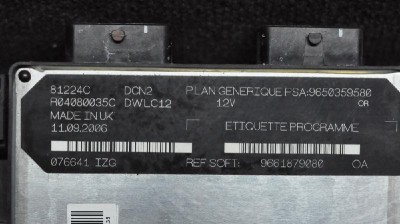 81224C DCN2 PLAN GENERIQUE PSA:9650359580
R04080035C DWLC12 12V OR
MADE IN UK
11.09.2006 ETIQUETTE PROGRAMME
076641 IZG REF SOFT: 9661879080 OA